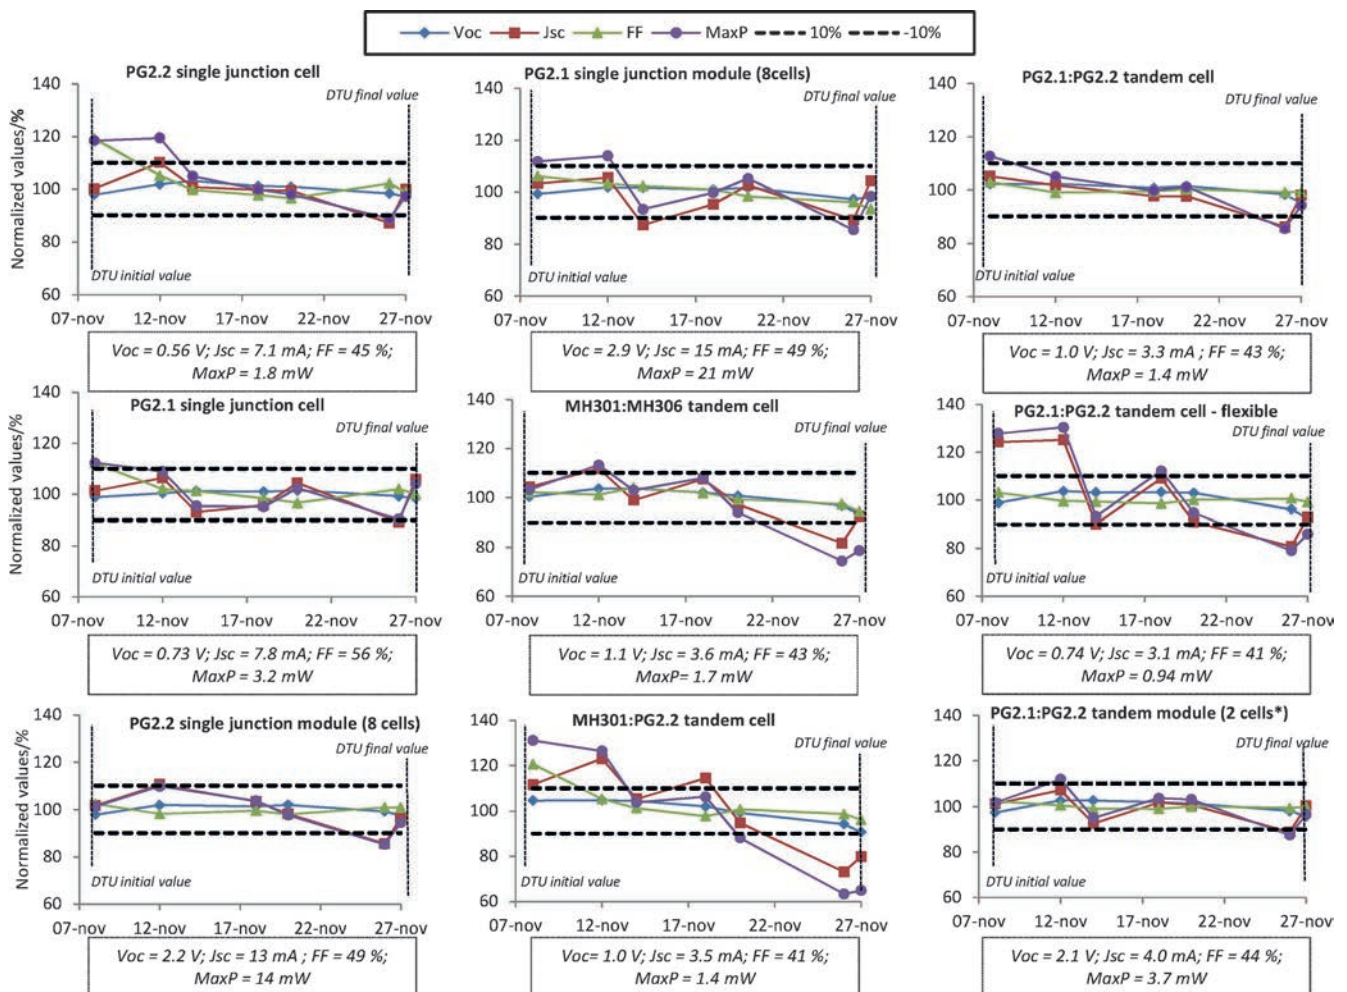 Voc Jsc FF MaxP 10% -10%
PG2.2 single junction cell
DTU final value
Normalized values/%
140
120
100
80
60
DTU initial value
07-nov 12-nov 17-nov 22-nov 27-nov
Voc = 0.56 V; Jsc = 7.1 mA; FF = 45 %;
MaxP = 1.8 mW
PG2.1 single junction module (8cells)
DTU final value
140
120
100
80
60
DTU initial value
07-nov 12-nov 17-nov 22-nov 27-nov
Voc = 2.9 V; Jsc = 15 mA; FF = 49 %;
MaxP = 21 mW
PG2.1:PG2.2 tandem cell
DTU final value
140
120
100
80
60
DTU initial value
07-nov 12-nov 17-nov 22-nov 27-nov
Voc = 1.0 V; Jsc = 3.3 mA ; FF = 43 %;
MaxP = 1.4 mW
PG2.1 single junction cell
DTU final value
Normalized values/%
140
120
100
80
60
DTU initial value
07-nov 12-nov 17-nov 22-nov 27-nov
Voc = 0.73 V; Jsc = 7.8 mA; FF = 56 %;
MaxP = 3.2 mW
MH301:MH306 tandem cell
DTU final value
140
120
100
80
60
DTU initial value
07-nov 12-nov 17-nov 22-nov 27-nov
Voc = 1.1 V; Jsc = 3.6 mA; FF = 43 %;
MaxP= 1.7 mW
PG2.1:PG2.2 tandem cell - flexible
DTU final value
140
120
100
80
60
DTU initial value
07-nov 12-nov 17-nov 22-nov 27-nov
Voc = 0.74 V; Jsc = 3.1 mA; FF = 41 %;
MaxP = 0.94 mW
PG2.2 single junction module (8 cells)
DTU final value
Normalized values/%
140
120
100
80
60
DTU initial value
07-nov 12-nov 17-nov 22-nov 27-nov
Voc = 2.2 V; Jsc = 13 mA ; FF = 49 %;
MaxP = 14 mW
MH301:PG2.2 tandem cell
DTU final value
140
120
100
80
60
DTU initial value
07-nov 12-nov 17-nov 22-nov 27-nov
Voc= 1.0 V; Jsc = 3.5 mA; FF = 41 %;
MaxP = 1.4 mW
PG2.1:PG2.2 tandem module (2 cells*)
DTU final value
140
120
100
80
60
DTU initial value
07-nov 12-nov 17-nov 22-nov 27-nov
Voc = 2.1 V; Jsc = 4.0 mA; FF = 44 %;
MaxP = 3.7 mW